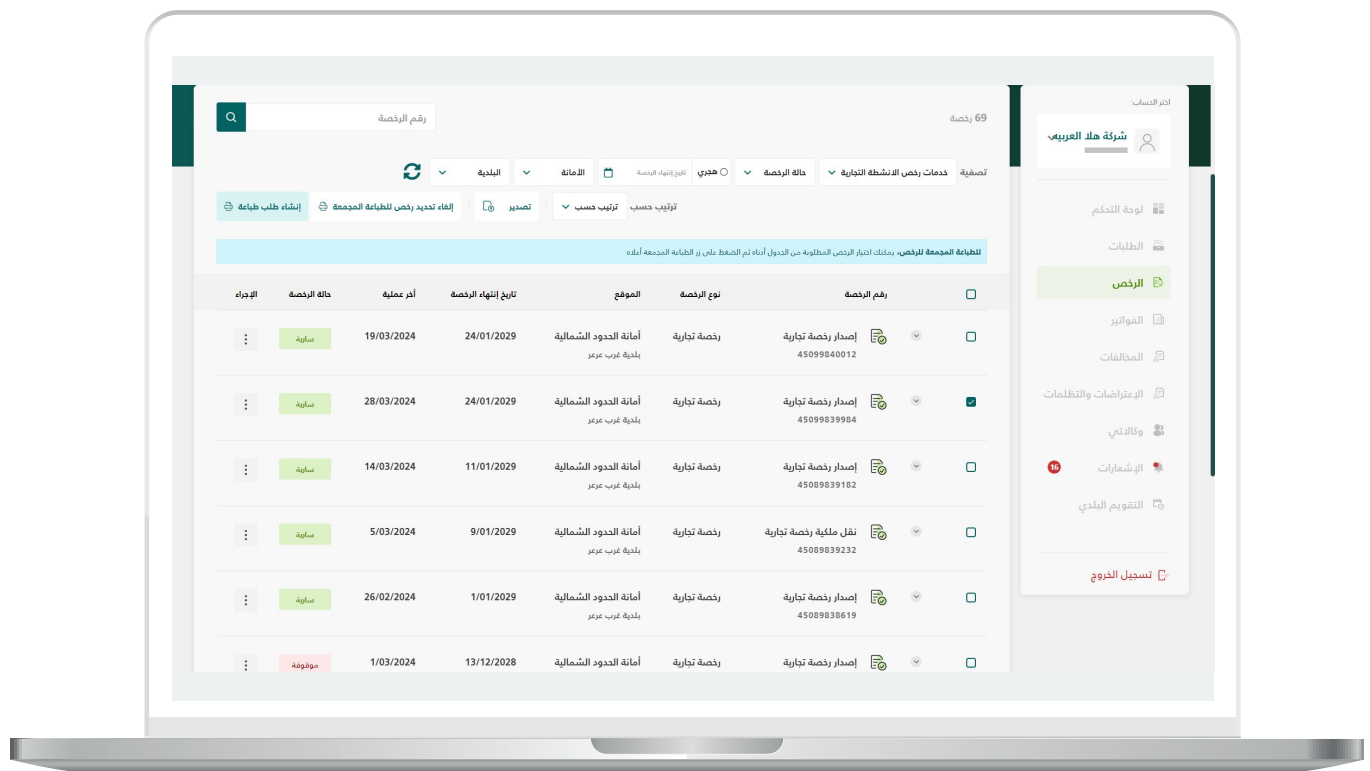 اختر الحساب:
شركة هلا العربيه
لوحة التحكم
الطلبات
الرخص
الفواتير
المخالفات
الإعتراضات والتظلمات
وكالاتي
الإشعارات 16
التقويم البلدي
تسجيل الخروج
69 رخصة
رقم الرخصة
تصفية خدمات رخص الانشطة التجارية حالة الرخصة هجري تاريخ إنتهاء الرخصة الأمانة البلدية
ترتيب حسب ترتيب حسب تصدير إلغاء تحديد رخص للطباعة المجمعة إنشاء طلب طباعة
للطباعة المجمعة للرخص، يمكنك اختيار الرخص المطلوبة من الجدول أدناه ثم الضغط على زر الطباعة المجمعة أعلاه
رقم الرخصة نوع الرخصة الموقع تاريخ إنتهاء الرخصة أخر عملية حالة الرخصة الإجراء
إصدار رخصة تجارية رخصة تجارية أمانة الحدود الشمالية 24/01/2029 19/03/2024 سارية
45099840012 بلدية غرب عرعر
إصدار رخصة تجارية رخصة تجارية أمانة الحدود الشمالية 24/01/2029 28/03/2024 سارية
45099839984 بلدية غرب عرعر
إصدار رخصة تجارية رخصة تجارية أمانة الحدود الشمالية 11/01/2029 14/03/2024 سارية
45089839182 بلدية غرب عرعر
نقل ملكية رخصة تجارية رخصة تجارية أمانة الحدود الشمالية 9/01/2029 5/03/2024 سارية
45089839232 بلدية غرب عرعر
إصدار رخصة تجارية رخصة تجارية أمانة الحدود الشمالية 1/01/2029 26/02/2024 سارية
45089838619 بلدية غرب عرعر
إصدار رخصة تجارية رخصة تجارية أمانة الحدود الشمالية 13/12/2028 1/03/2024 موقوفة